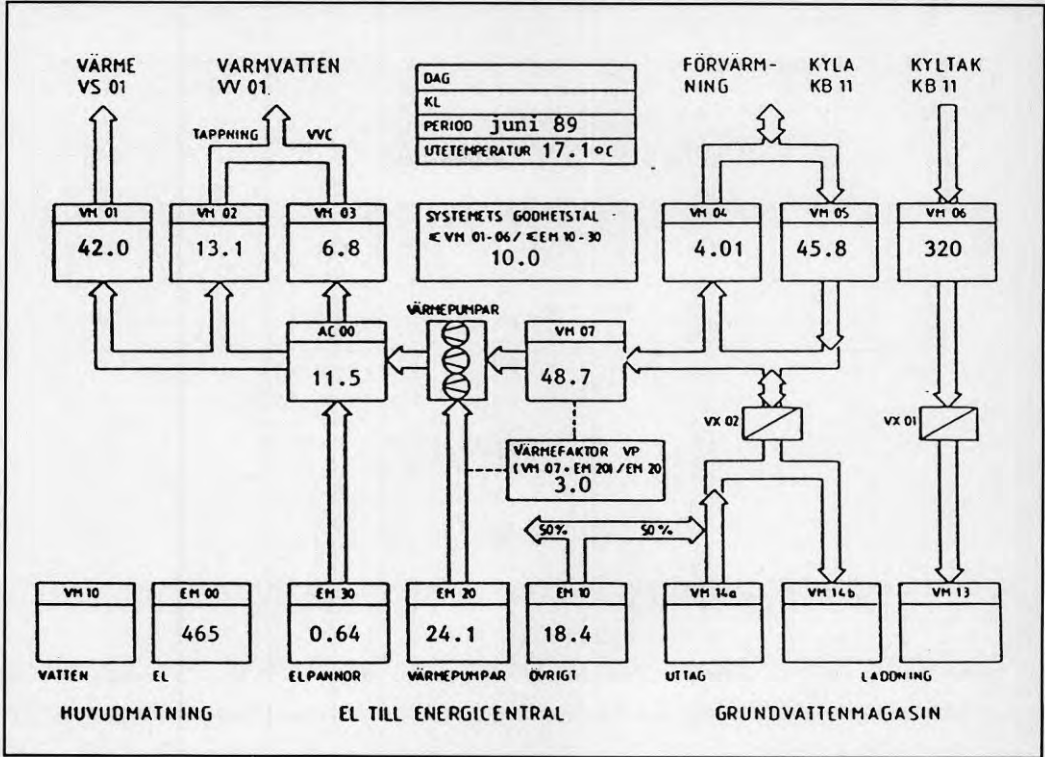 VÄRME
VS 01
VARMVATTEN
VV 01
TAPPNING
VVC
DAG
KL
PERIOD juni 89
UTETEMPERATUR 17.1°C
FÖRVÄRM-
NING
KYLA
KB 11
KYLTAK
KB 11
VM 01
42.0
VM 02
13.1
VM 03
6.8
SYSTEMETS GODHETSTAL
≤ VM 01-06 / ≤ EM 10-30
10.0
VM 04
4.01
VM 05
45.8
VM 06
320
AC 00
11.5
VÄRMEPUMPAR
VM 07
48.7
VX 02
VX 01
VÄRMEFAKTOR VP
(VM 07 + EM 20) / EM 20
3.0
50%
50%
VM 10
EM 00
465
EM 30
0.64
EM 20
24.1
EM 10
18.4
VM 14a
VM 14b
VM 13
VATTEN
EL
ELPANNOR
VÄRMEPUMPAR
ÖVRIGT
UTTAG
LADDNING
HUVUDMATNING
EL TILL ENERGICENTRAL
GRUNDVATTENMAGASIN